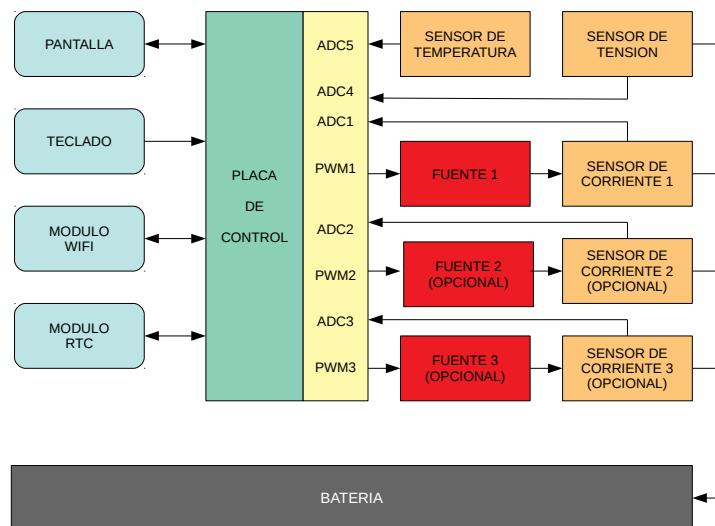 PANTALLA
TECLADO
MODULO
WIFI
MODULO
RTC
PLACA
DE
CONTROL
ADC5
ADC4
ADC1
PWM1
ADC2
PWM2
ADC3
PWM3
SENSOR DE
TEMPERATURA
SENSOR DE
TENSION
FUENTE 1
SENSOR DE
CORRIENTE 1
FUENTE 2
(OPCIONAL)
SENSOR DE
CORRIENTE 2
(OPCIONAL)
FUENTE 3
(OPCIONAL)
SENSOR DE
CORRIENTE 3
(OPCIONAL)
BATERIA